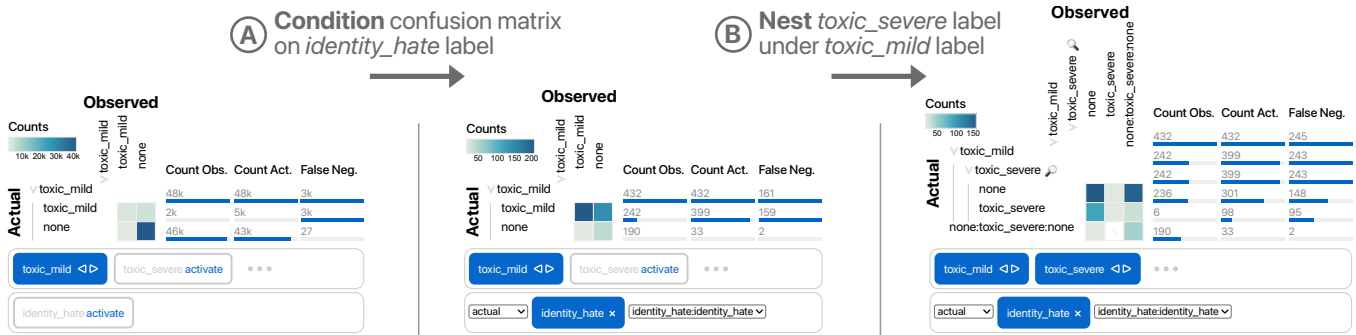 A Condition confusion matrix
on identity_hate label
B Nest toxic_severe label
under toxic_mild label
Observed
Counts
10k 20k 30k 40k
toxic_mild
toxic_mild
none
Count Obs. Count Act. False Neg.
Actual
toxic_mild
48k 48k 3k
toxic_mild
2k 5k 3k
none
46k 43k 27
toxic_mild
toxic_severe activate
identity_hate activate
Observed
Counts
50 100 150 200
toxic_mild
toxic_mild
none
Count Obs. Count Act. False Neg.
Actual
toxic_mild
432 432 161
toxic_mild
242 399 159
none
190 33 2
toxic_mild
toxic_severe activate
actual
identity_hate ×
identity_hate:identity_hate
Observed
Counts
50 100 150
toxic_mild
toxic_severe
none
toxic_severe
none:toxic_severe:none
Count Obs. Count Act. False Neg.
Actual
432 432 245
toxic_mild
242 399 243
toxic_severe
242 399 243
none
236 301 148
toxic_severe
6 98 95
none:toxic_severe:none
190 33 2
toxic_mild
toxic_severe
actual
identity_hate ×
identity_hate:identity_hate